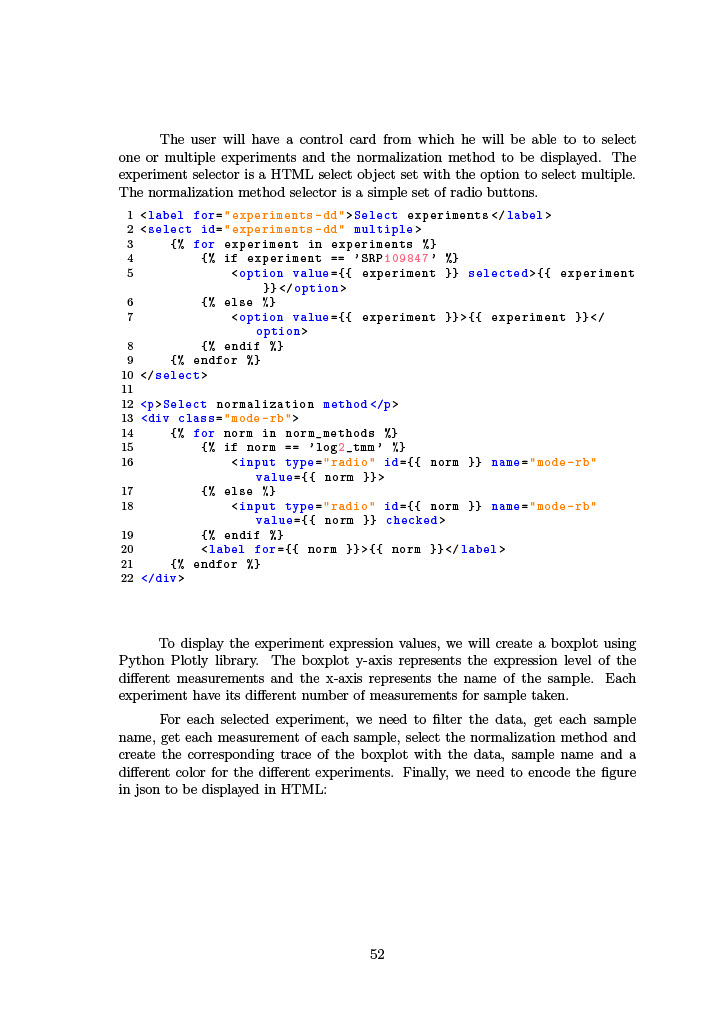 The user will have a control card from which he will be able to to select
one or multiple experiments and the normalization method to be displayed. The
experiment selector is a HTML select object set with the option to select multiple.
The normalization method selector is a simple set of radio buttons.
1 <label for="experiments-dd">Select experiments</label>
2 <select id="experiments-dd" multiple>
3     {% for experiment in experiments %}
4         {% if experiment == 'SRP109847' %}
5             <option value={{ experiment }} selected>{{ experiment
                }}</option>
6         {% else %}
7             <option value={{ experiment }}>{{ experiment }}</
                option>
8         {% endif %}
9     {% endfor %}
10 </select>
11
12 <p>Select normalization method</p>
13 <div class="mode-rb">
14     {% for norm in norm_methods %}
15         {% if norm == 'log2_tmm' %}
16             <input type="radio" id={{ norm }} name="mode-rb"
                value={{ norm }}>
17         {% else %}
18             <input type="radio" id={{ norm }} name="mode-rb"
                value={{ norm }} checked>
19         {% endif %}
20         <label for={{ norm }}>{{ norm }}</label>
21     {% endfor %}
22 </div>
To display the experiment expression values, we will create a boxplot using
Python Plotly library. The boxplot y-axis represents the expression level of the
different measurements and the x-axis represents the name of the sample. Each
experiment have its different number of measurements for sample taken.
For each selected experiment, we need to filter the data, get each sample
name, get each measurement of each sample, select the normalization method and
create the corresponding trace of the boxplot with the data, sample name and a
different color for the different experiments. Finally, we need to encode the figure
in json to be displayed in HTML:
52